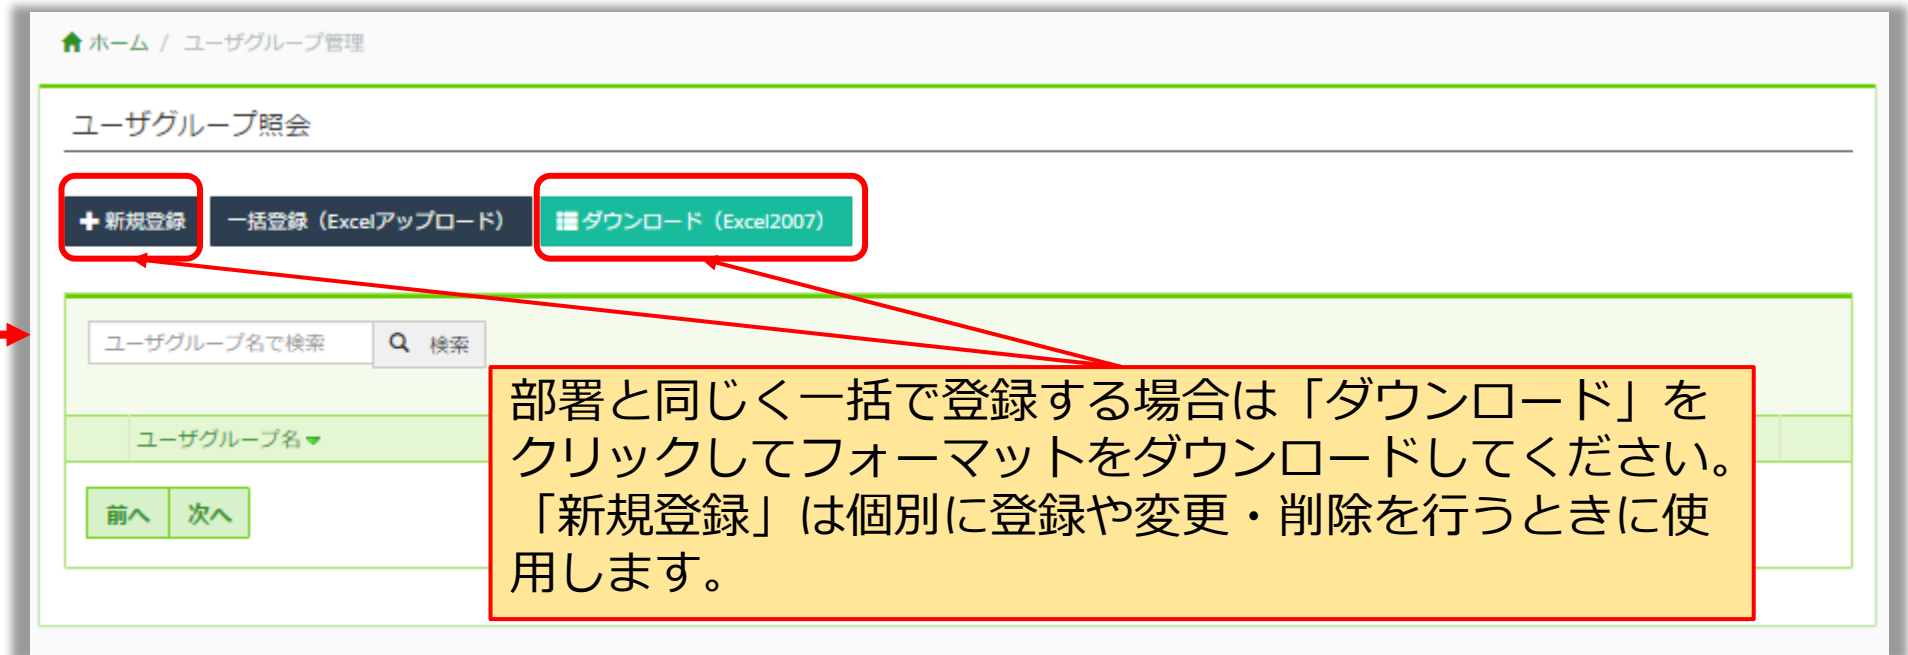 ホーム / ユーザグループ管理
ユーザグループ照会
新規登録 一括登録（Excelアップロード） ダウンロード（Excel2007）
ユーザグループ名で検索 検索
ユーザグループ名
前へ 次へ
部署と同じく一括で登録する場合は「ダウンロード」を
クリックしてフォーマットをダウンロードしてください。
「新規登録」は個別に登録や変更・削除を行うときに使
用します。